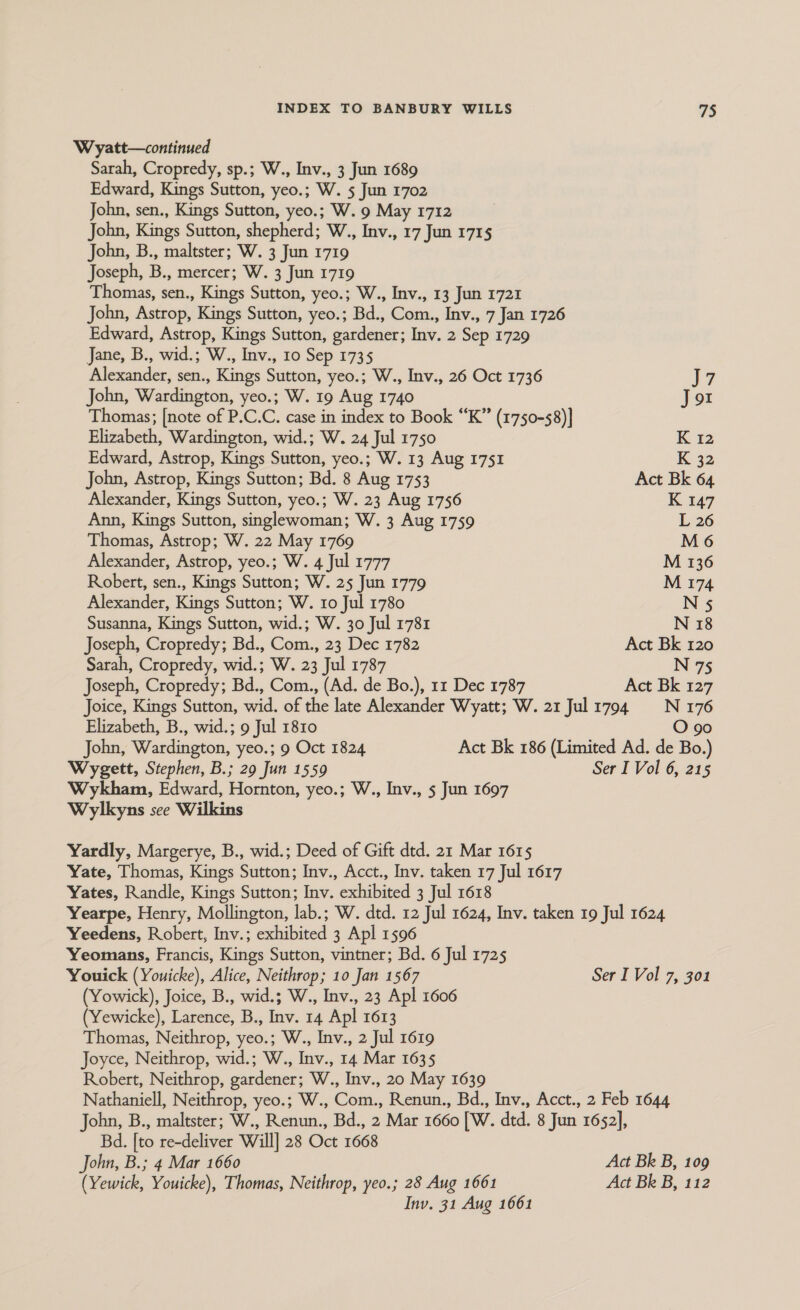 INDEX TO BANBURY WILLS 75
Wyatt—continued
Sarah, Cropredy, sp.; W., Inv., 3 Jun 1689
Edward, Kings Sutton, yeo.; W. 5 Jun 1702
John, sen., Kings Sutton, yeo.; W. 9 May 1712
John, Kings Sutton, shepherd; W., Inv., 17 Jun 1715
John, B., maltster; W. 3 Jun 1719
Joseph, B., mercer; W. 3 Jun 1719
Thomas, sen., Kings Sutton, yeo.; W., Inv., 13 Jun 1721
John, Astrop, Kings Sutton, yeo.; Bd., Com., Inv., 7 Jan 1726
Edward, Astrop, Kings Sutton, gardener; Inv. 2 Sep 1729
Jane, B., wid.; W., Inv., 10 Sep 1735
Alexander, sen., Kings Sutton, yeo.; W., Inv., 26 Oct 1736 J 7
John, Wardington, yeo.; W. 19 Aug 1740 J 91
Thomas; [note of P.C.C. case in index to Book “K” (1750-58)]
Elizabeth, Wardington, wid.; W. 24 Jul 1750 K 12
Edward, Astrop, Kings Sutton, yeo.; W. 13 Aug 1751 K 32
John, Astrop, Kings Sutton; Bd. 8 Aug 1753 Act Bk 64
Alexander, Kings Sutton, yeo.; W. 23 Aug 1756 K 147
Ann, Kings Sutton, singlewoman; W. 3 Aug 1759 L 26
Thomas, Astrop; W. 22 May 1769 M 6
Alexander, Astrop, yeo.; W. 4 Jul 1777 M 136
Robert, sen., Kings Sutton; W. 25 Jun 1779 M 174
Alexander, Kings Sutton; W. 10 Jul 1780 N 5
Susanna, Kings Sutton, wid.; W. 30 Jul 1781 N 18
Joseph, Cropredy; Bd., Com., 23 Dec 1782 Act Bk 120
Sarah, Cropredy, wid.; W. 23 Jul 1787 N 75
Joseph, Cropredy; Bd., Com., (Ad. de Bo.), 11 Dec 1787 Act Bk 127
Joice, Kings Sutton, wid. of the late Alexander Wyatt; W. 21 Jul 1794 N 176
Elizabeth, B., wid.; 9 Jul 1810 O 90
John, Wardington, yeo.; 9 Oct 1824 Act Bk 186 (Limited Ad. de Bo.)
Wygett, Stephen, B.; 29 Jun 1559 Ser I Vol 6, 215
Wykham, Edward, Hornton, yeo.; W., Inv., 5 Jun 1697
Wylkyns see Wilkins
Yardly, Margerye, B., wid.; Deed of Gift dtd. 21 Mar 1615
Yate, Thomas, Kings Sutton; Inv., Acct., Inv. taken 17 Jul 1617
Yates, Randle, Kings Sutton; Inv. exhibited 3 Jul 1618
Yearpe, Henry, Mollington, lab.; W. dtd. 12 Jul 1624, Inv. taken 19 Jul 1624
Yeedens, Robert, Inv.; exhibited 3 Apl 1596
Yeomans, Francis, Kings Sutton, vintner; Bd. 6 Jul 1725
Youick (Youicke), Alice, Neithrop; 10 Jan 1567 Ser I Vol 7, 301
(Yowick), Joice, B., wid.; W., Inv., 23 Apl 1606
(Yewicke), Larence, B., Inv. 14 Apl 1613
Thomas, Neithrop, yeo.; W., Inv., 2 Jul 1619
Joyce, Neithrop, wid.; W., Inv., 14 Mar 1635
Robert, Neithrop, gardener; W., Inv., 20 May 1639
Nathaniell, Neithrop, yeo.; W., Com., Renun., Bd., Inv., Acct., 2 Feb 1644
John, B., maltster; W., Renun., Bd., 2 Mar 1660 [W. dtd. 8 Jun 1652],
Bd. [to re-deliver Will] 28 Oct 1668
John, B.; 4 Mar 1660 Act Bk B, 109
(Yewick, Youicke), Thomas, Neithrop, yeo.; 28 Aug 1661 Act Bk B, 112
Inv. 31 Aug 1661